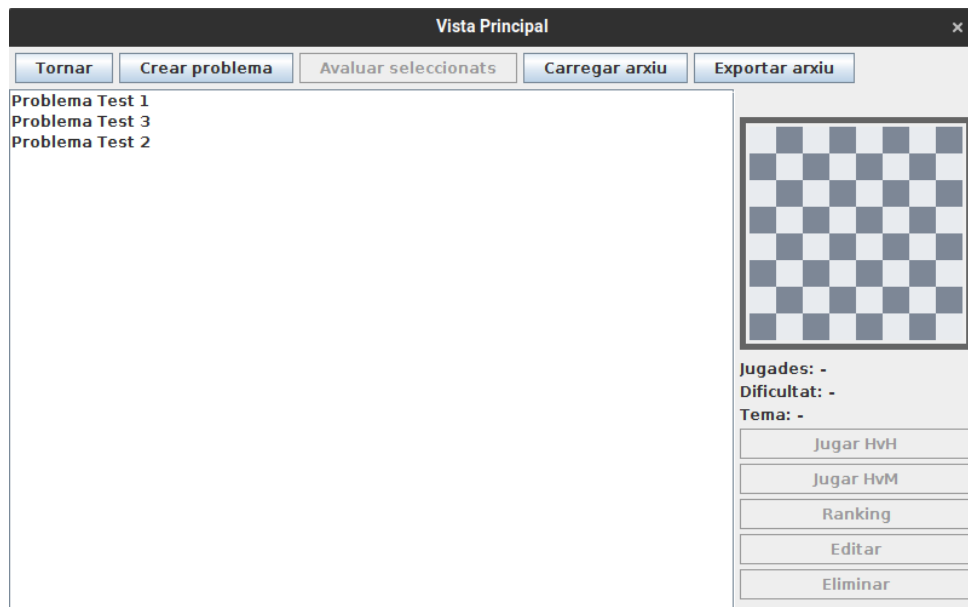 Vista Principal
Tornar Crear problema Avaluar seleccionats Carregar arxiu Exportar arxiu
Problema Test 1
Problema Test 3
Problema Test 2
Jugades: -
Dificultat: -
Tema: -
Jugar HvH
Jugar HvM
Ranking
Editar
Eliminar